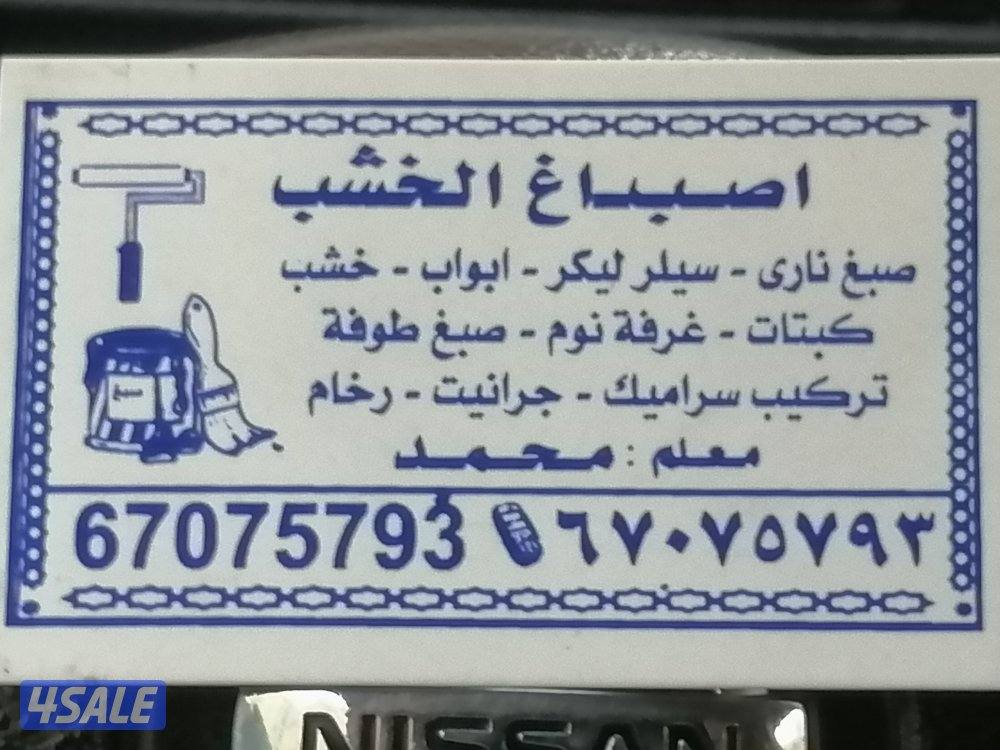 اصباغ الخشب
صبغ نارى - سيلر ليكر - ابواب - خشب
كبتات - غرفة نوم - صبغ طوفة
تركيب سراميك - جرانيت - رخام
معلم : محمد
67075793 ٦٧٠٧٥٧٩٣
4SALE
NISSAN